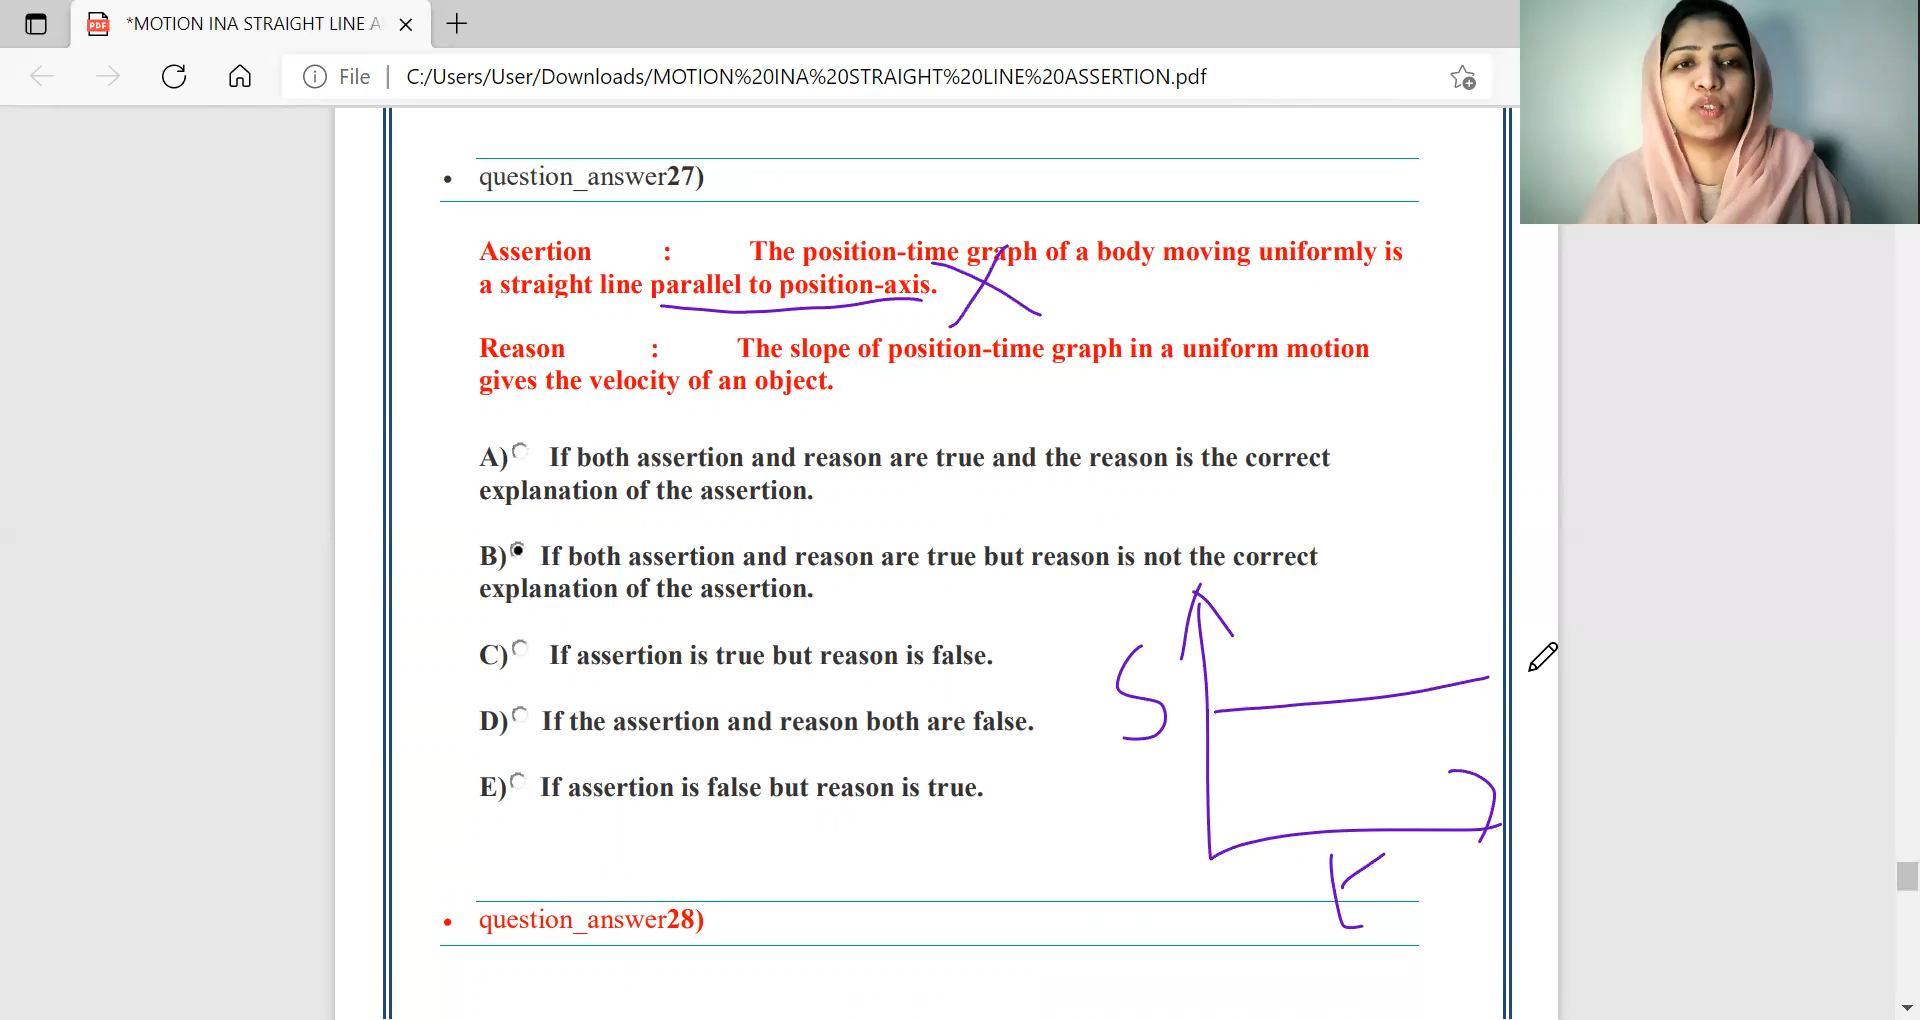 *MOTION INA STRAIGHT LINE A
File
C:/Users/User/Downloads/MOTION%20INA%20STRAIGHT%20LINE%20ASSERTION.pdf
• question_answer27)
Assertion : The position-time graph of a body moving uniformly is
a straight line parallel to position-axis.
Reason : The slope of position-time graph in a uniform motion
gives the velocity of an object.
A) If both assertion and reason are true and the reason is the correct
explanation of the assertion.
B) If both assertion and reason are true but reason is not the correct
explanation of the assertion.
C) If assertion is true but reason is false.
S
D) If the assertion and reason both are false.
E) If assertion is false but reason is true.
t
• question_answer28)